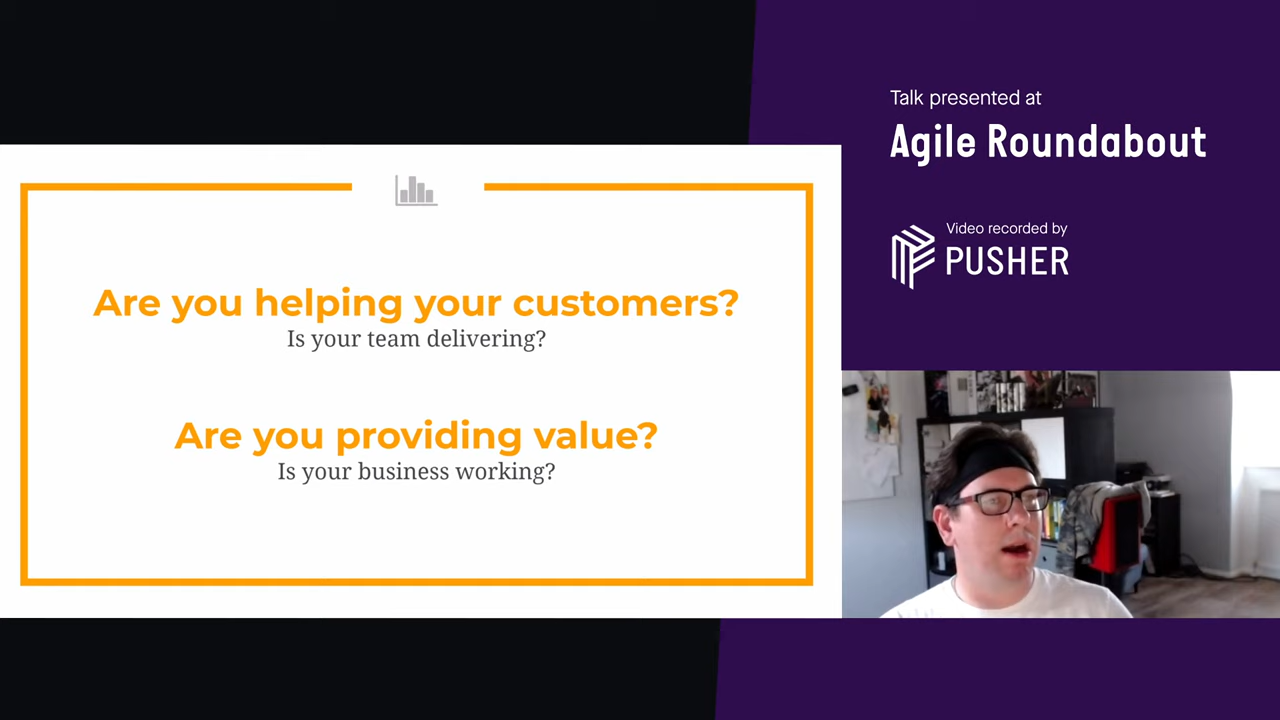 Talk presented at
Agile Roundabout
Video recorded by
PUSHER
Are you helping your customers?
Is your team delivering?
Are you providing value?
Is your business working?